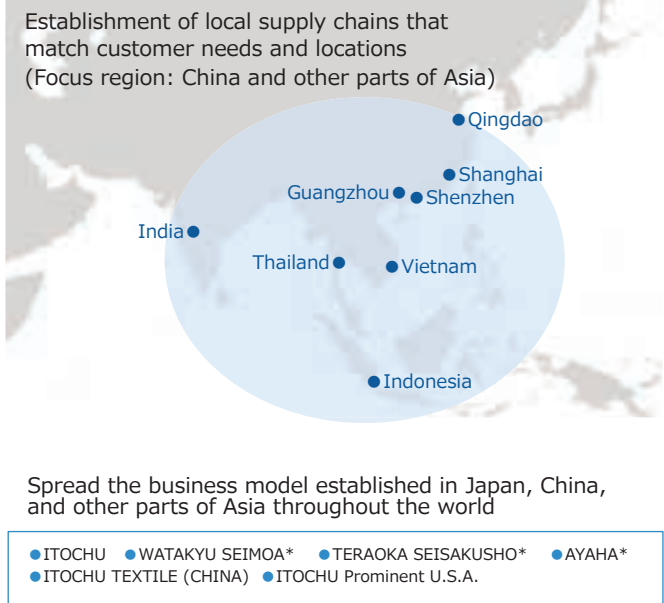 Establishment of local supply chains that
match customer needs and locations
(Focus region: China and other parts of Asia)
Qingdao
Shanghai
Guangzhou
Shenzhen
India
Thailand
Vietnam
Indonesia
Spread the business model established in Japan, China,
and other parts of Asia throughout the world
●ITOCHU ●WATAKYU SEIMOA* ●TERAOKA SEISAKUSHO* ●AYAHA*
●ITOCHU TEXTILE (CHINA) ●ITOCHU Prominent U.S.A.